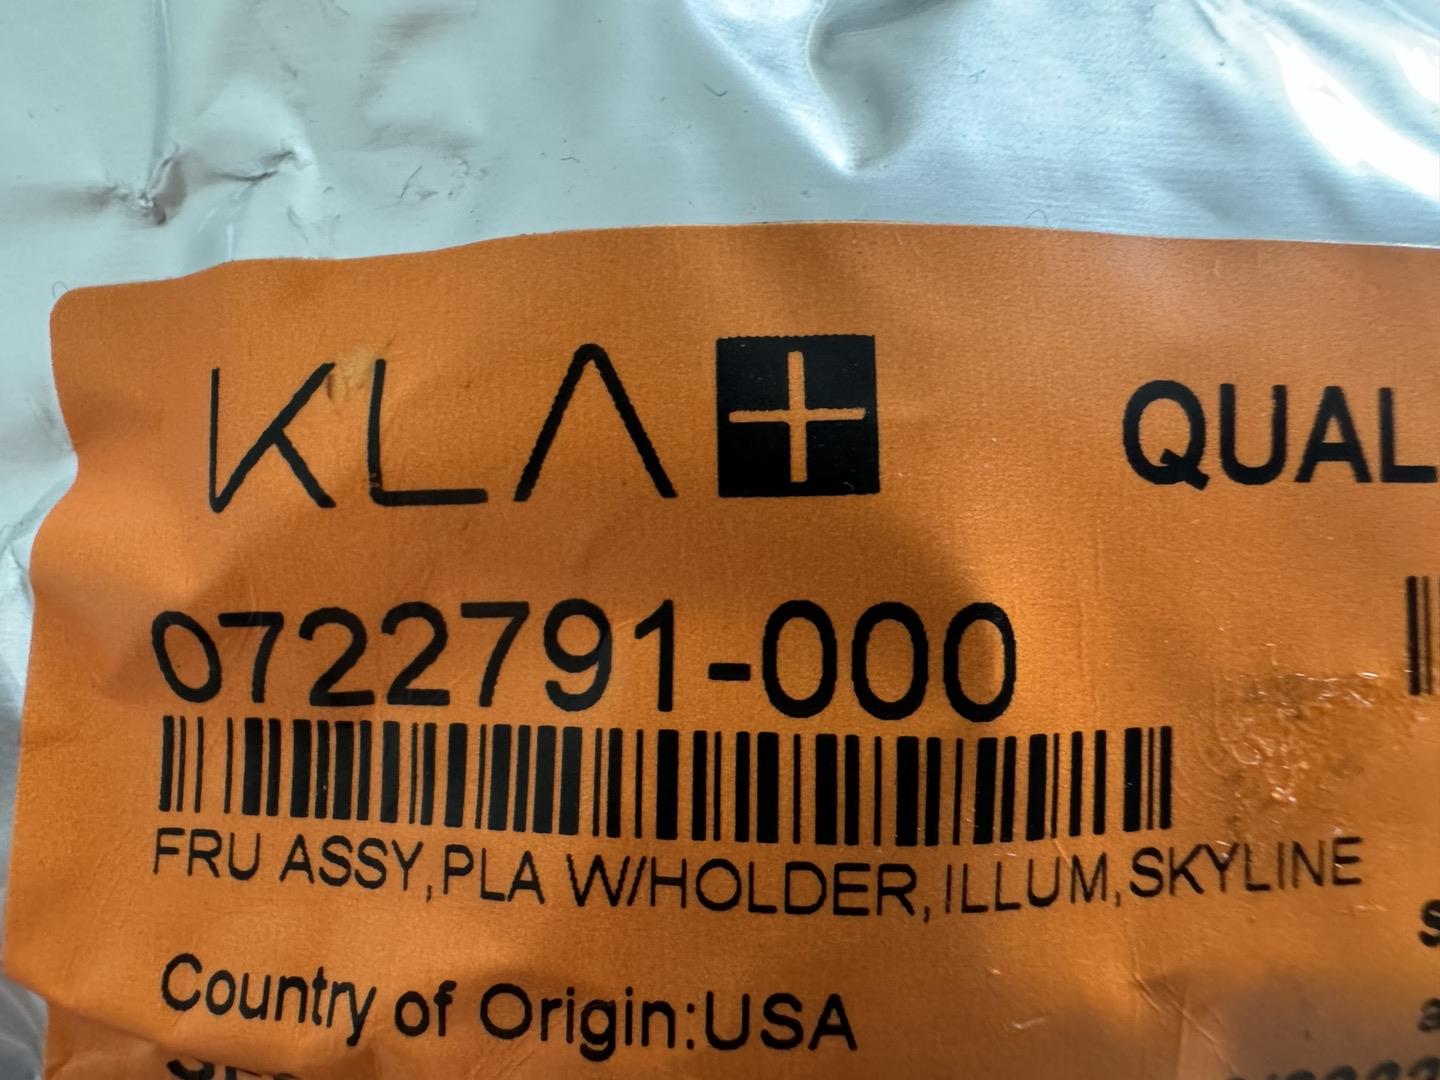 KLA+
QUAL
0722791-000
FRU ASSY,PLA W/HOLDER,ILLUM,SKYLINE
Country of Origin:USA